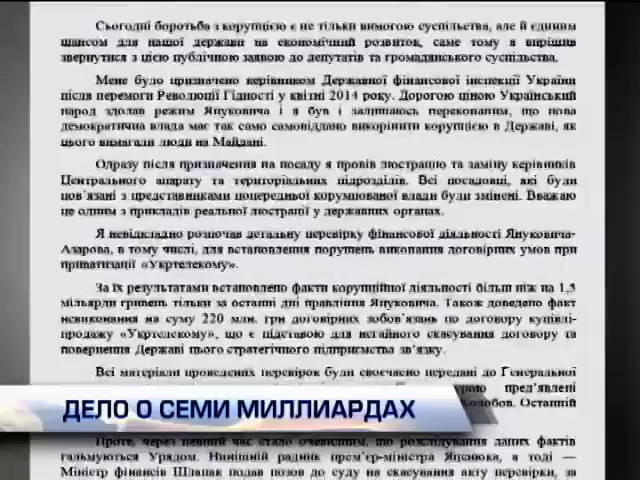 Сьогодні боротьба з корупцією є не тільки вимогою суспільства, але й єдиним
шансом для нашої держави на економічний розвиток, саме тому я вирішив
звернутися з цією публічною заявою до депутатів та громадянського суспільства.
Мене було призначено керівником Державної фінансової інспекції України
після перемоги Революції Гідності у квітні 2014 року. Дорогою ціною Український
народ здолав режим Януковича і я був і залишаюсь переконаним, що нова
демократична влада має так само самовіддано викорінити корупцію в Державі, як
цього вимагали люди на Майдані.
Одразу після призначення на посаду я провів люстрацію та заміну керівників
Центрального апарату та територіальних підрозділів. Всі посадовці, які були
пов'язані з представниками попередньої корумпованої влади були змінені. Вважаю
це одним з прикладів реальної люстрації у державних органах.
Я невідкладно розпочав детальну перевірку фінансової діяльності Януковича-
Азарова, в тому числі, для встановлення порушень виконання договірних умов при
приватизації «Укртелекому».
За їх результатами встановлено факти корупційної діяльності більш ніж на 1,5
мільярди гривень тільки за останні дні правління Януковича. Також доведено факт
невиконання на суму 220 млн. грн договірних зобов'язань по договору купівлі-
продажу «Укртелекому», що є підставою для негайного скасування договору та
повернення Державі цього стратегічного підприємства зв'язку.
Всі матеріали проведених перевірок були своєчасно передані до Генеральної
пред'явлені
Колобов. Останній
ДЕЛО О СЕМИ МИЛЛИАРДАХ
Проте, через певний час стало очевидним, що розслідування даних фактів
гальмуються Урядом. Нинішній радник прем'єр-міністра Яценюка, а тоді —
Міністр фінансів Шлапак подав позов до суду на скасування акту перевірки, за